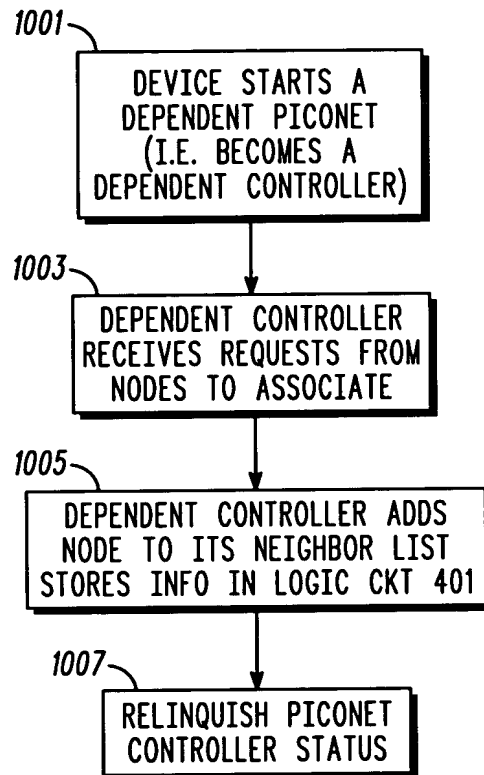 1001
DEVICE STARTS A
DEPENDENT PICONET
(I.E. BECOMES A
DEPENDENT CONTROLLER)
1003
DEPENDENT CONTROLLER
RECEIVES REQUESTS FROM
NODES TO ASSOCIATE
1005
DEPENDENT CONTROLLER ADDS
NODE TO ITS NEIGHBOR LIST
STORES INFO IN LOGIC CKT 401
1007
RELINQUISH PICONET
CONTROLLER STATUS